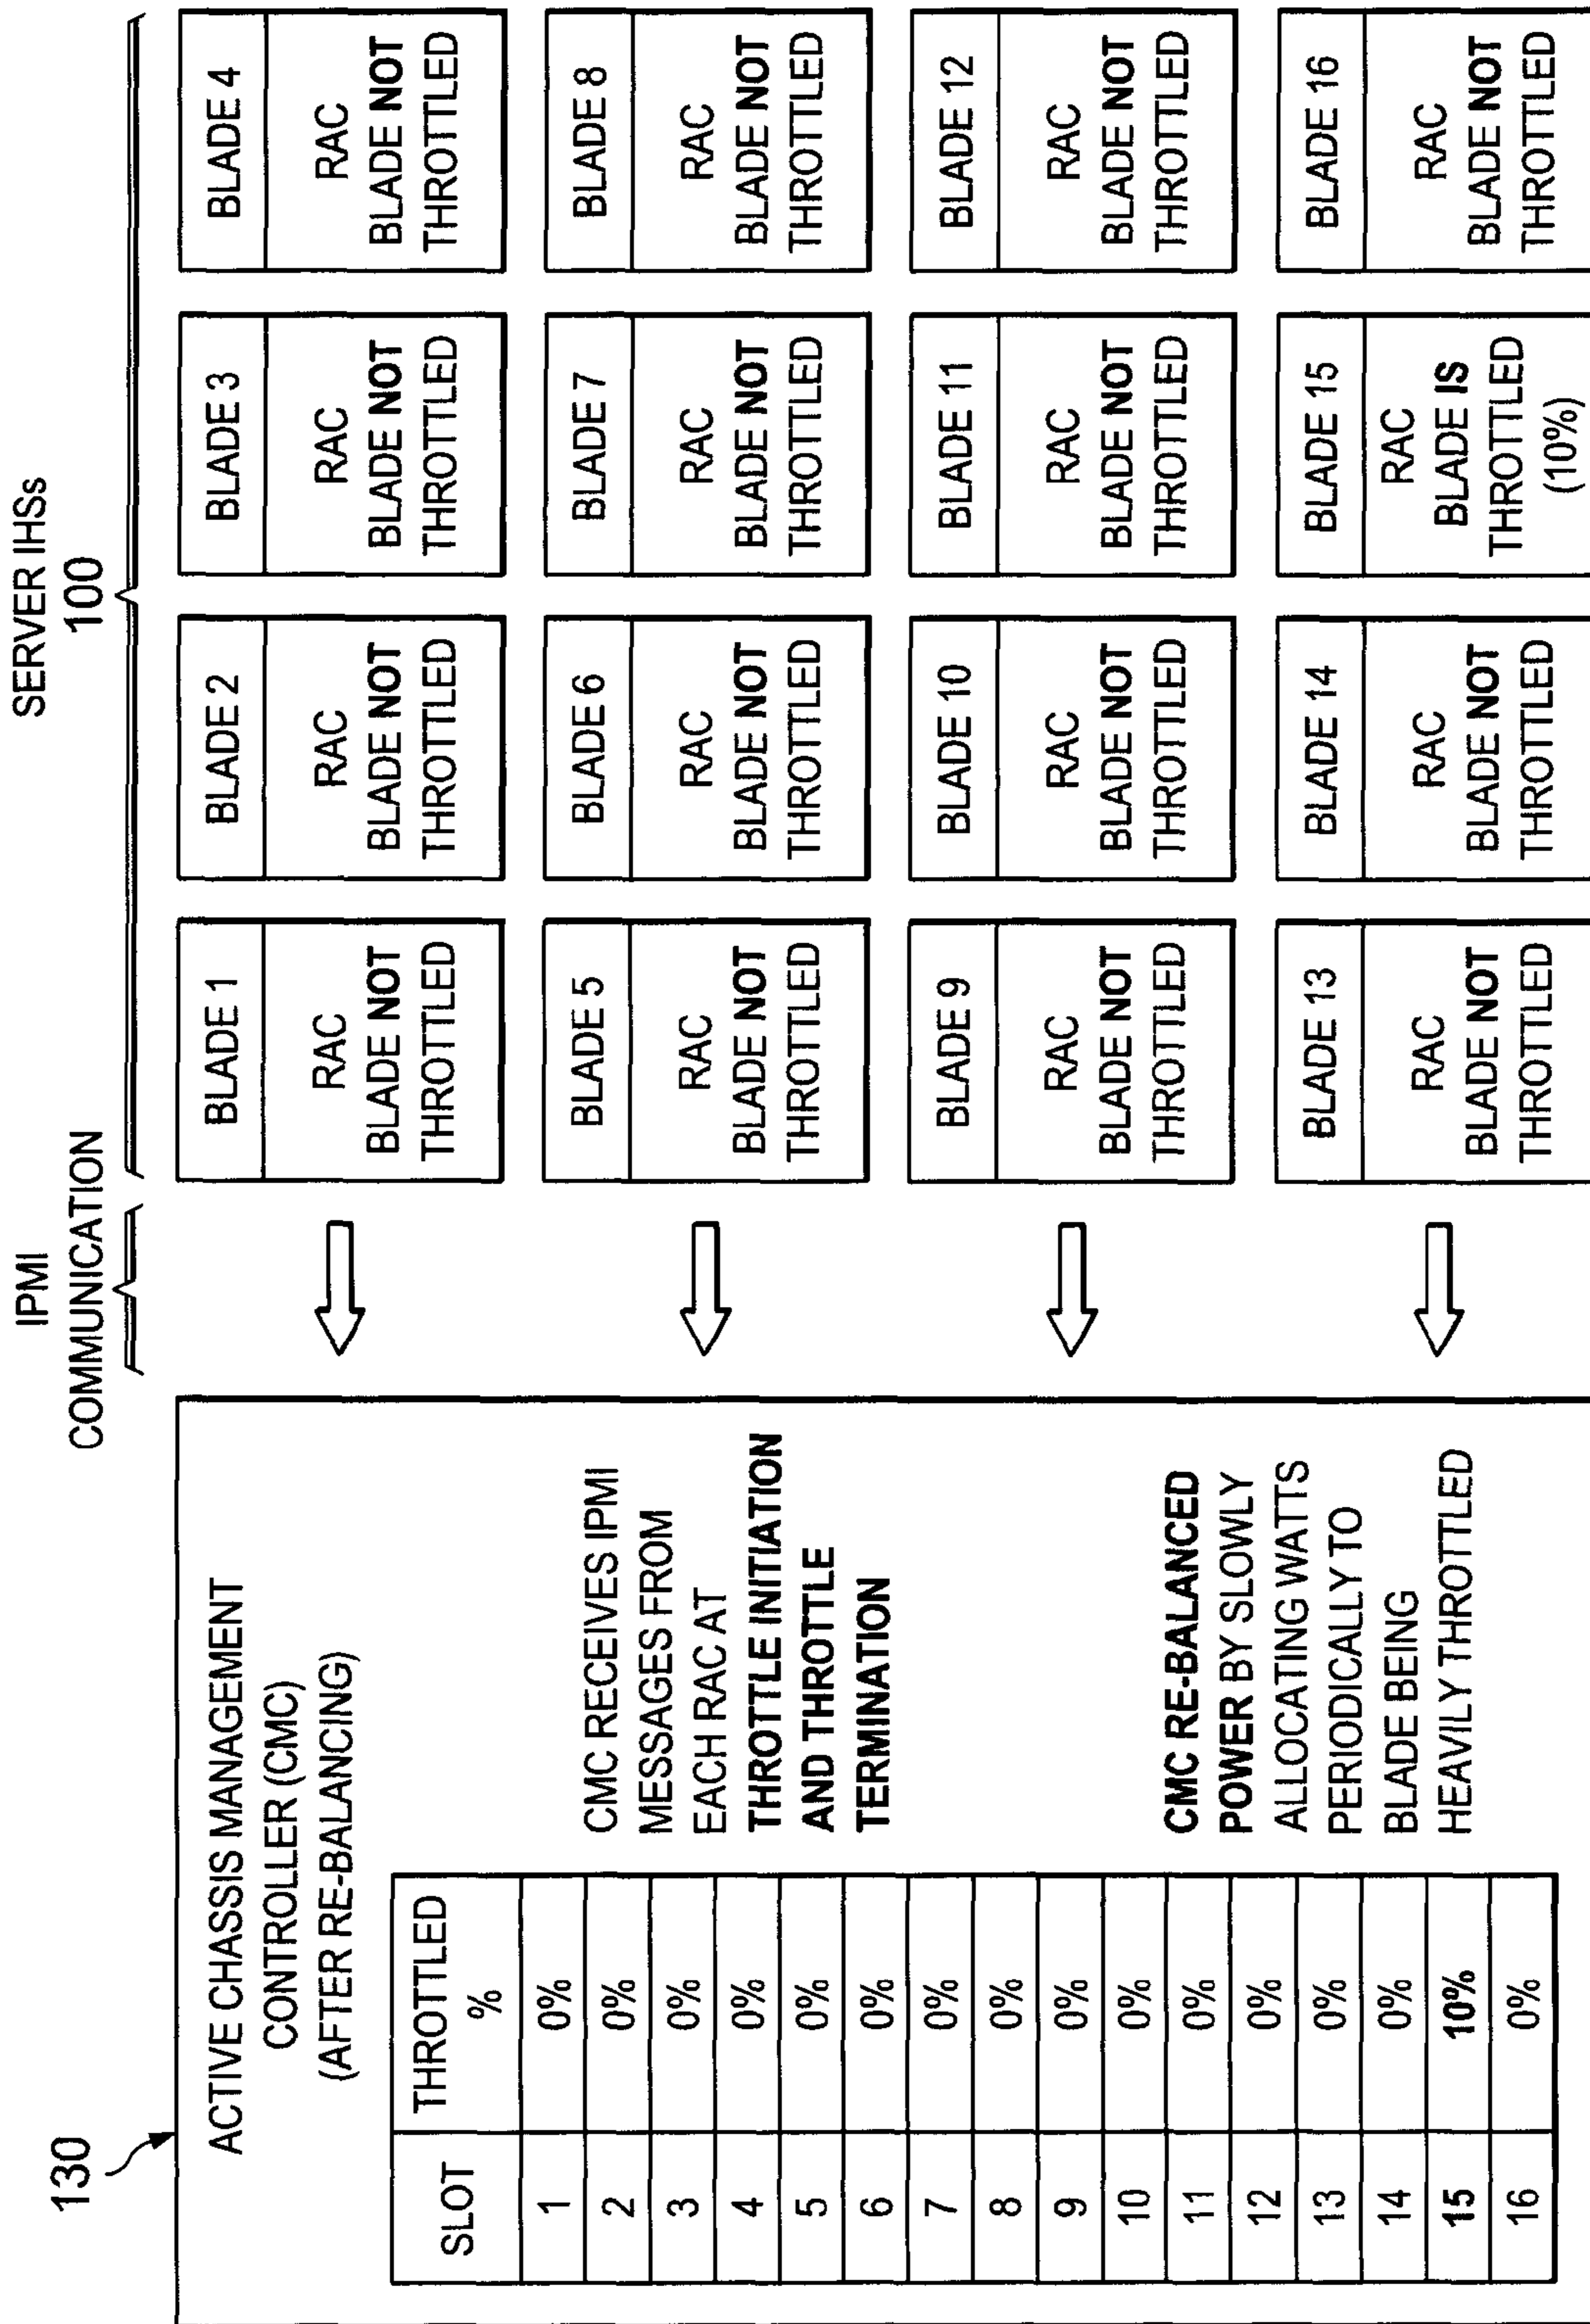 130
ACTIVE CHASSIS MANAGEMENT
CONTROLLER (CMC)
(AFTER RE-BALANCING)
SLOT THROTTLED %
1 0%
2 0%
3 0%
4 0%
5 0%
6 0%
7 0%
8 0%
9 0%
10 0%
11 0%
12 0%
13 0%
14 0%
15 10%
16 0%
CMC RECEIVES IPMI
MESSAGES FROM
EACH RAC AT
THROTTLE INITIATION
AND THROTTLE
TERMINATION
CMC RE-BALANCED
POWER BY SLOWLY
ALLOCATING WATTS
PERIODICALLY TO
BLADE BEING
HEAVILY THROTTLED
IPMI
COMMUNICATION
SERVER IHSs
100
BLADE 1
RAC
BLADE NOT
THROTTLED
BLADE 2
RAC
BLADE NOT
THROTTLED
BLADE 3
RAC
BLADE NOT
THROTTLED
BLADE 4
RAC
BLADE NOT
THROTTLED
BLADE 5
RAC
BLADE NOT
THROTTLED
BLADE 6
RAC
BLADE NOT
THROTTLED
BLADE 7
RAC
BLADE NOT
THROTTLED
BLADE 8
RAC
BLADE NOT
THROTTLED
BLADE 9
RAC
BLADE NOT
THROTTLED
BLADE 10
RAC
BLADE NOT
THROTTLED
BLADE 11
RAC
BLADE NOT
THROTTLED
BLADE 12
RAC
BLADE NOT
THROTTLED
BLADE 13
RAC
BLADE NOT
THROTTLED
BLADE 14
RAC
BLADE NOT
THROTTLED
BLADE 15
RAC
BLADE IS
THROTTLED
(10%)
BLADE 16
RAC
BLADE NOT
THROTTLED